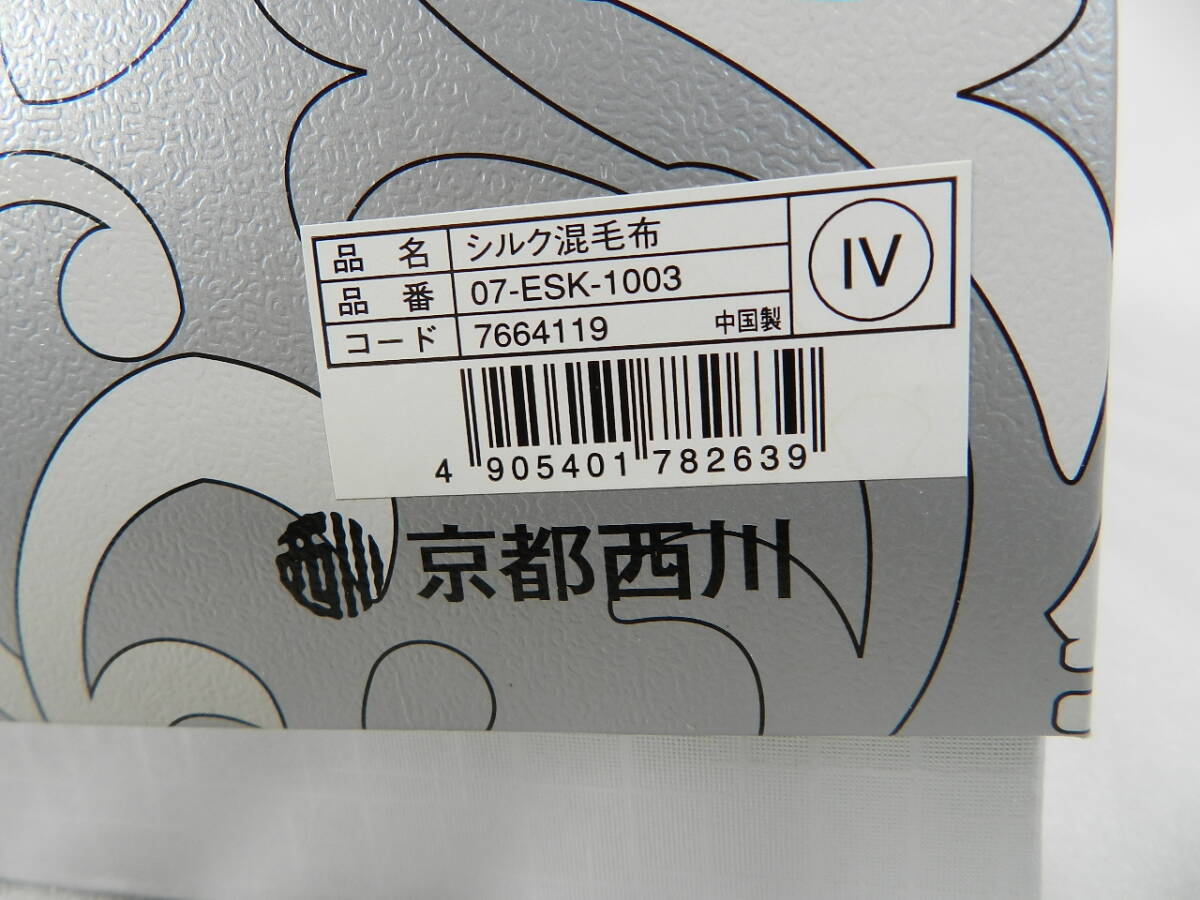 品名 シルク混毛布
品番 07-ESK-1003
コード 7664119 中国製
IV
4 905401 782639
京都西川